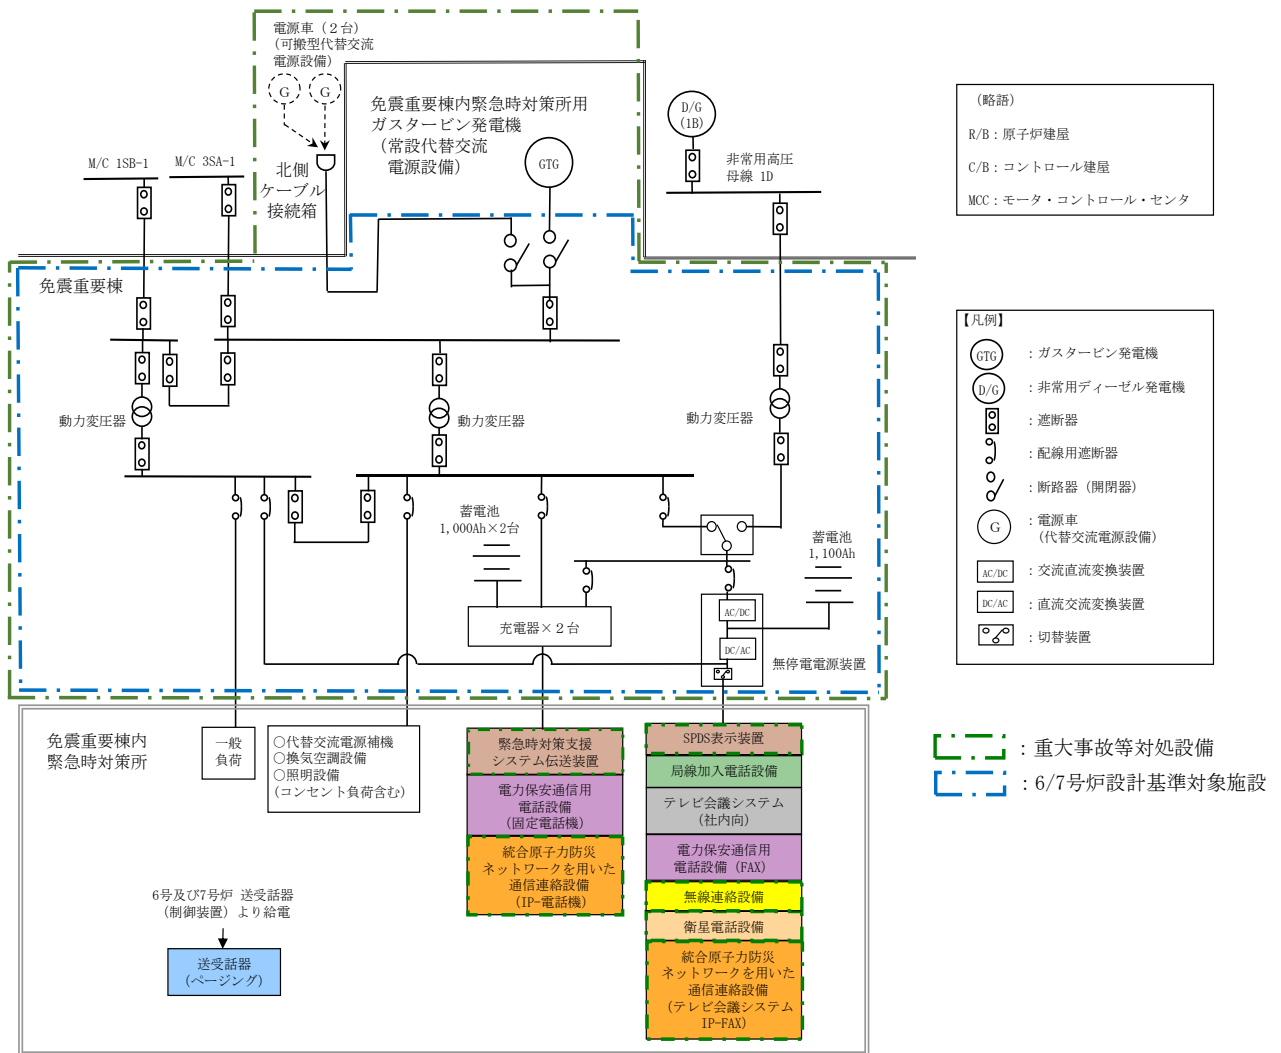 電源車（２台）
（可搬型代替交流
電源設備）
G
G
免震重要棟内緊急時対策所用
ガスタービン発電機
（常設代替交流
電源設備）
GTG
D/G
(1B)
M/C 1SB-1
M/C 3SA-1
北側
ケーブル
接続箱
非常用高圧
母線 1D
免震重要棟
動力変圧器
動力変圧器
動力変圧器
蓄電池
1,000Ah×2台
蓄電池
1,100Ah
充電器×２台
AC/DC
DC/AC
無停電電源装置
免震重要棟内
緊急時対策所
一般
負荷
○代替交流電源補機
○換気空調設備
○照明設備
（コンセント負荷含む）
緊急時対策支援
システム伝送装置
電力保安通信用
電話設備
（固定電話機）
統合原子力防災
ネットワークを用いた
通信連絡設備
（IP-電話機）
SPDS表示装置
局線加入電話設備
テレビ会議システム
（社内向）
電力保安通信用
電話設備（FAX）
無線連絡設備
衛星電話設備
統合原子力防災
ネットワークを用いた
通信連絡設備
（テレビ会議システム
IP-FAX）
6号及び7号炉 送受話器
（制御装置）より給電
送受話器
（ページング）
（略語）
R/B：原子炉建屋
C/B：コントロール建屋
MCC：モータ・コントロール・センタ
【凡例】
GTG ：ガスタービン発電機
D/G ：非常用ディーゼル発電機
：遮断器
：配線用遮断器
：断路器（開閉器）
G ：電源車
（代替交流電源設備）
AC/DC ：交流直流変換装置
DC/AC ：直流交流変換装置
：切替装置
：重大事故等対処設備
：6/7号炉設計基準対象施設